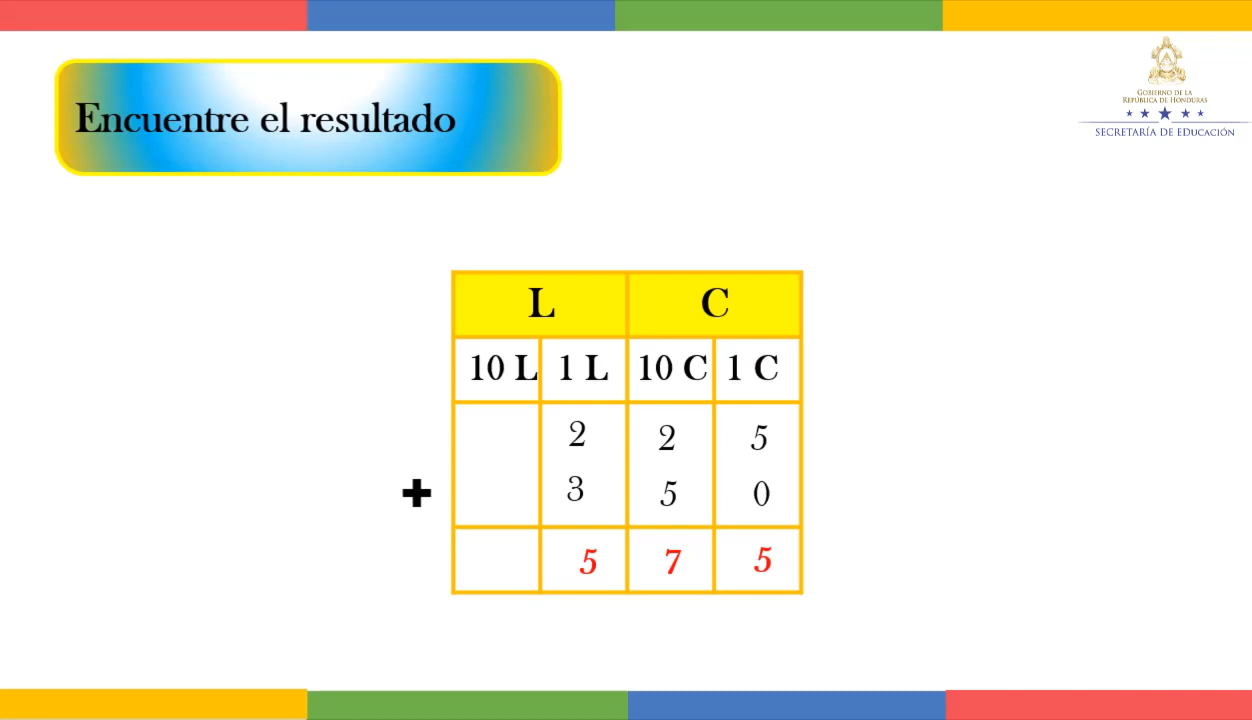 Encuentre el resultado
GOBIERNO DE LA
REPÚBLICA DE HONDURAS
SECRETARÍA DE EDUCACIÓN
L C
10 L 1 L 10 C 1 C
2 2 5
+ 3 5 0
5 7 5